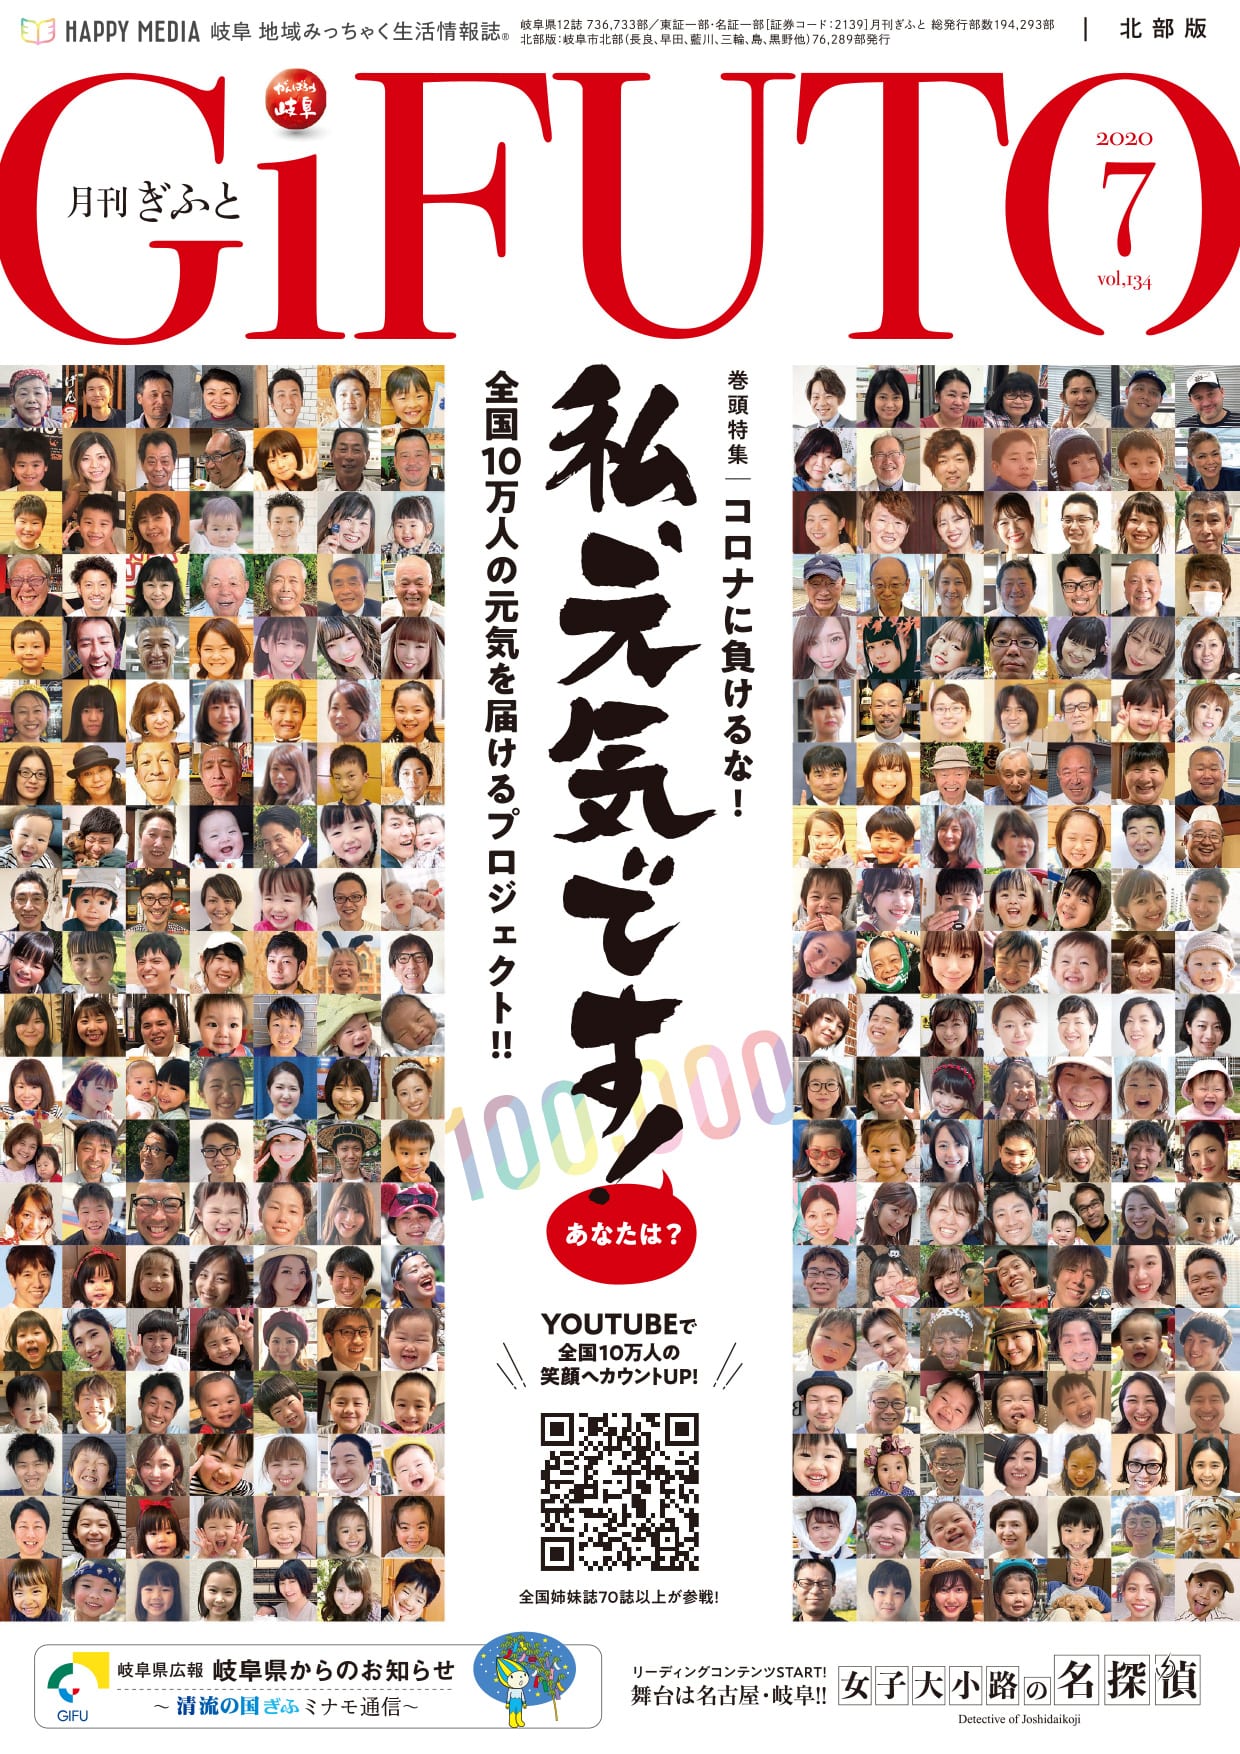 HAPPY MEDIA 岐阜 地域みっちゃく生活情報誌®
岐阜県12誌 736,733部／東証一部・名証一部[証券コード:2139]月刊ぎふと 総発行部数194,293部
北部版：岐阜市北部（長良、早田、藍川、三輪、島、黒野他）76,289部発行
北部版
GiFUTO
がんばろう
岐阜
月刊ぎふと
2020
7
vol,134
巻頭特集
コロナに負けるな！
私、元気です！
全国10万人の元気を届けるプロジェクト!!
100,000
あなたは？
YOUTUBEで
全国10万人の
笑顔へカウントUP!
全国姉妹誌70誌以上が参戦!
GIFU
岐阜県広報 岐阜県からのお知らせ
～清流の国ぎふミナモ通信～
リーディングコンテンツSTART!
舞台は名古屋・岐阜!!
女子大小路の名探偵
Detective of Joshidaikoji